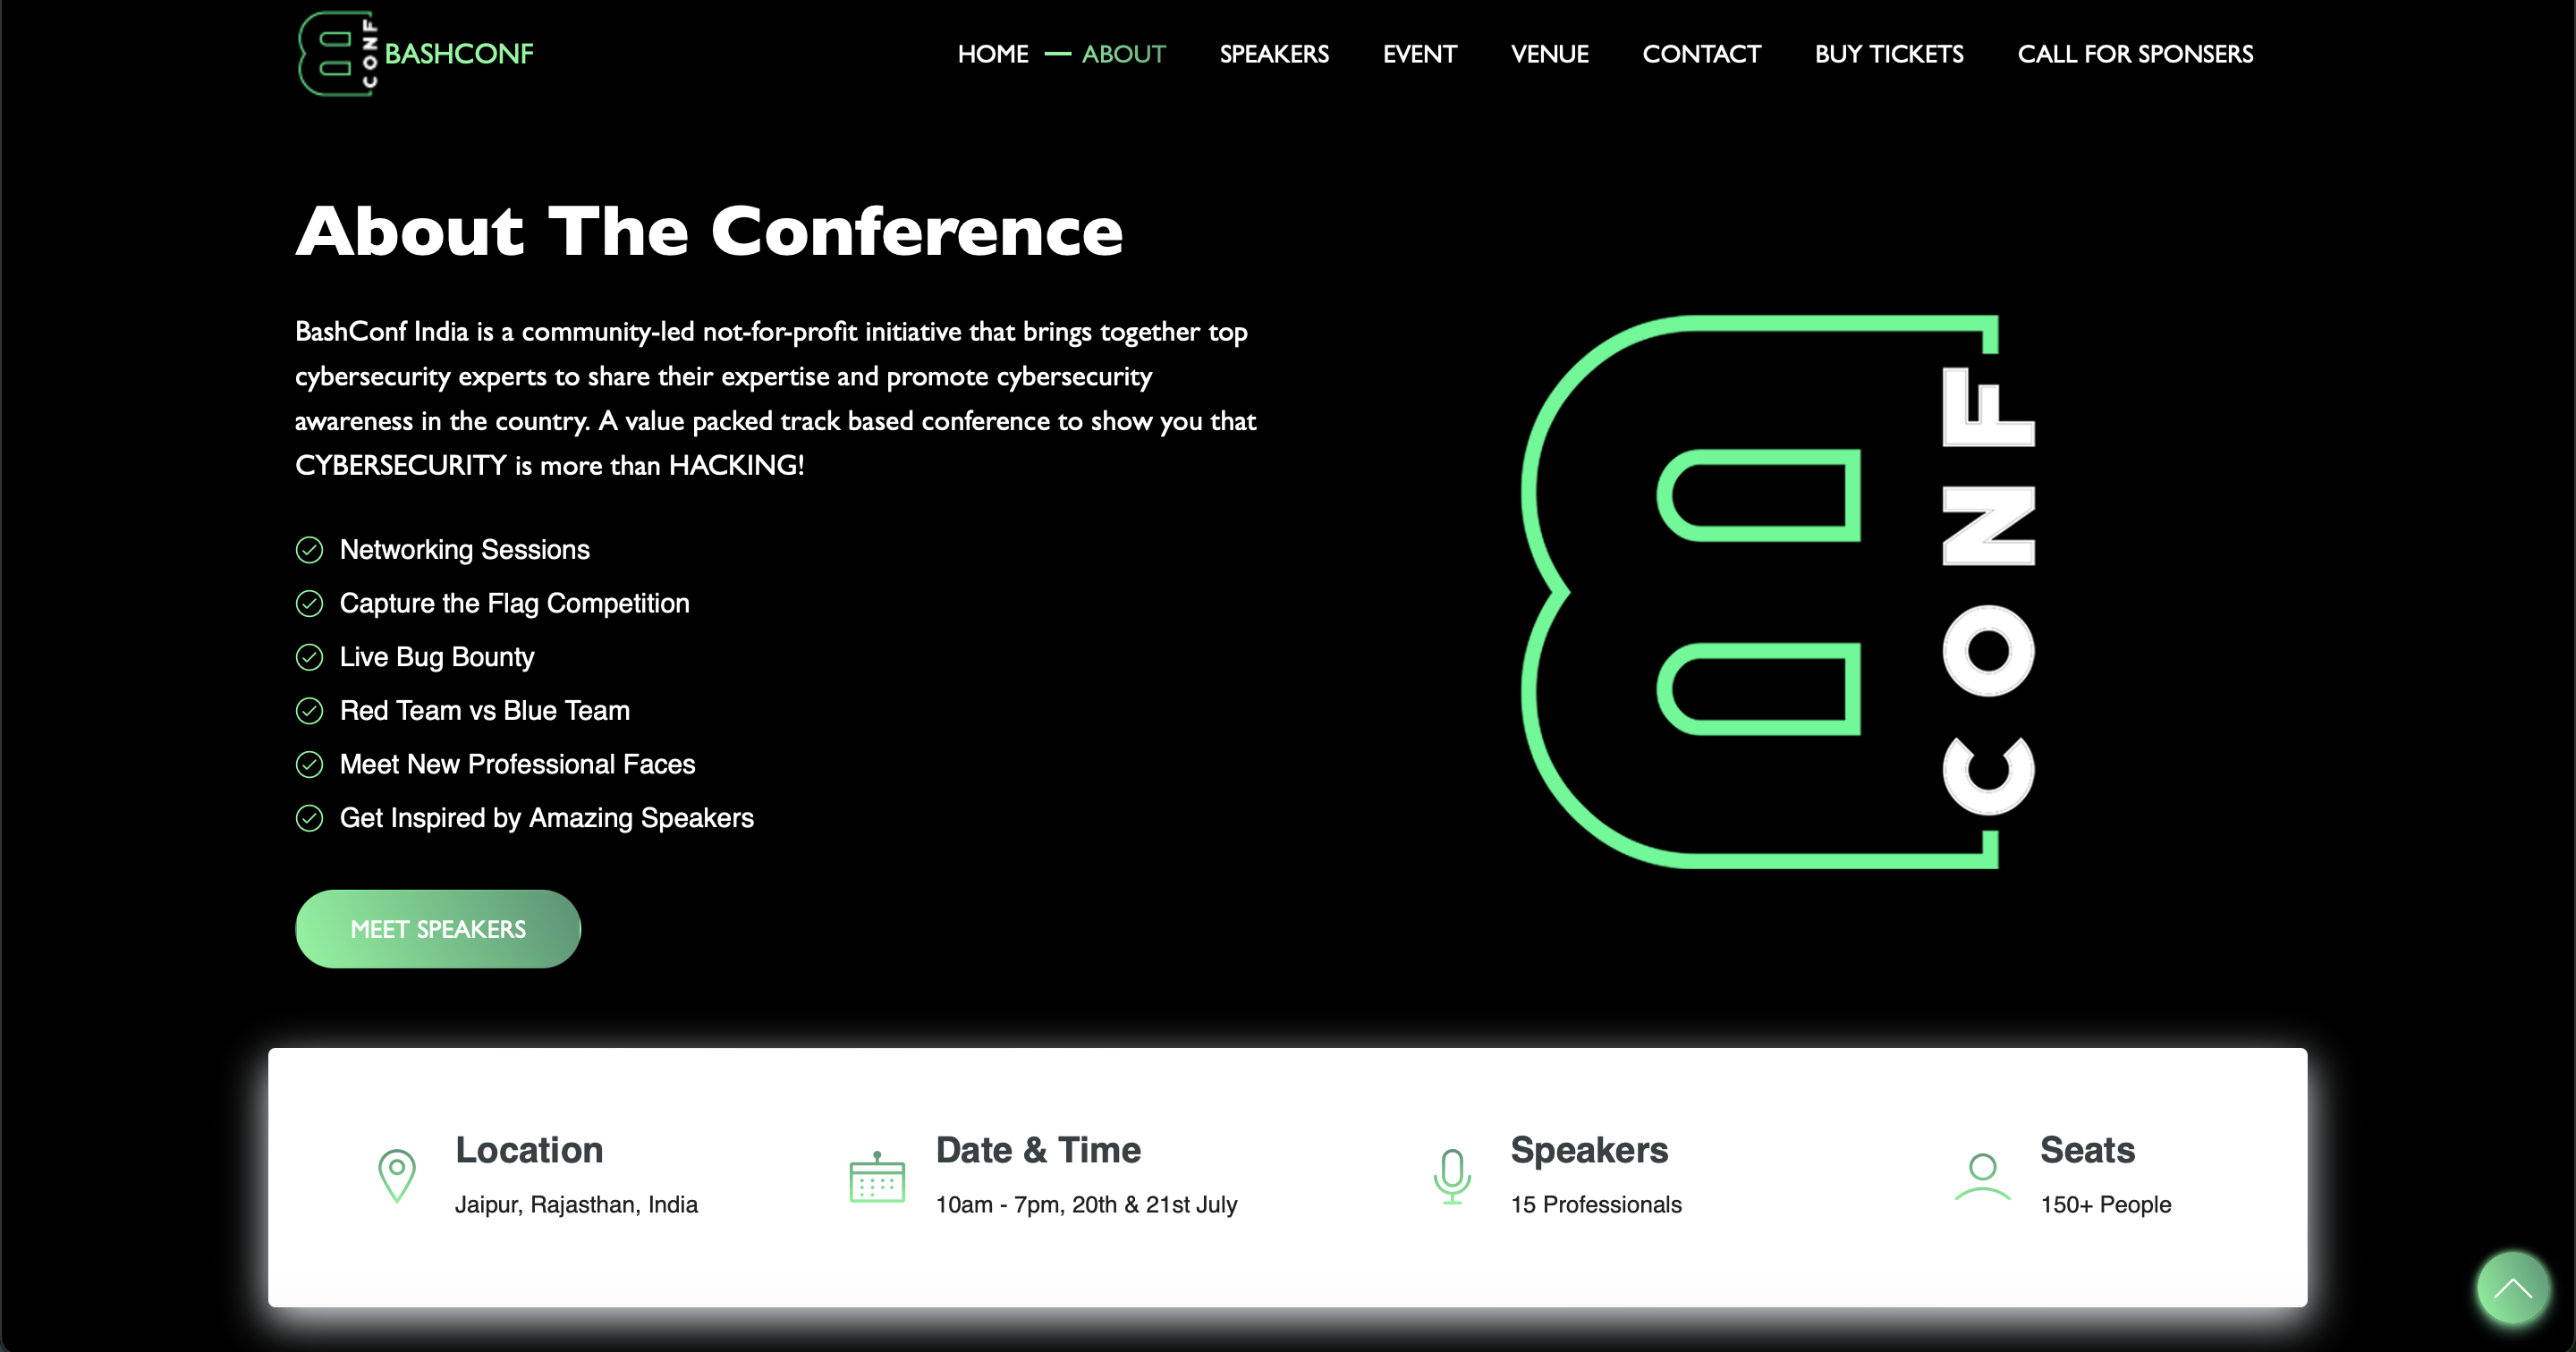 CONF
BASHCONF
HOME
ABOUT
SPEAKERS
EVENT
VENUE
CONTACT
BUY TICKETS
CALL FOR SPONSERS
About The Conference
BashConf India is a community-led not-for-profit initiative that brings together top
cybersecurity experts to share their expertise and promote cybersecurity
awareness in the country. A value packed track based conference to show you that
CYBERSECURITY is more than HACKING!
Networking Sessions
Capture the Flag Competition
Live Bug Bounty
Red Team vs Blue Team
Meet New Professional Faces
Get Inspired by Amazing Speakers
MEET SPEAKERS
B CONF
Location
Jaipur, Rajasthan, India
Date & Time
10am - 7pm, 20th & 21st July
Speakers
15 Professionals
Seats
150+ People